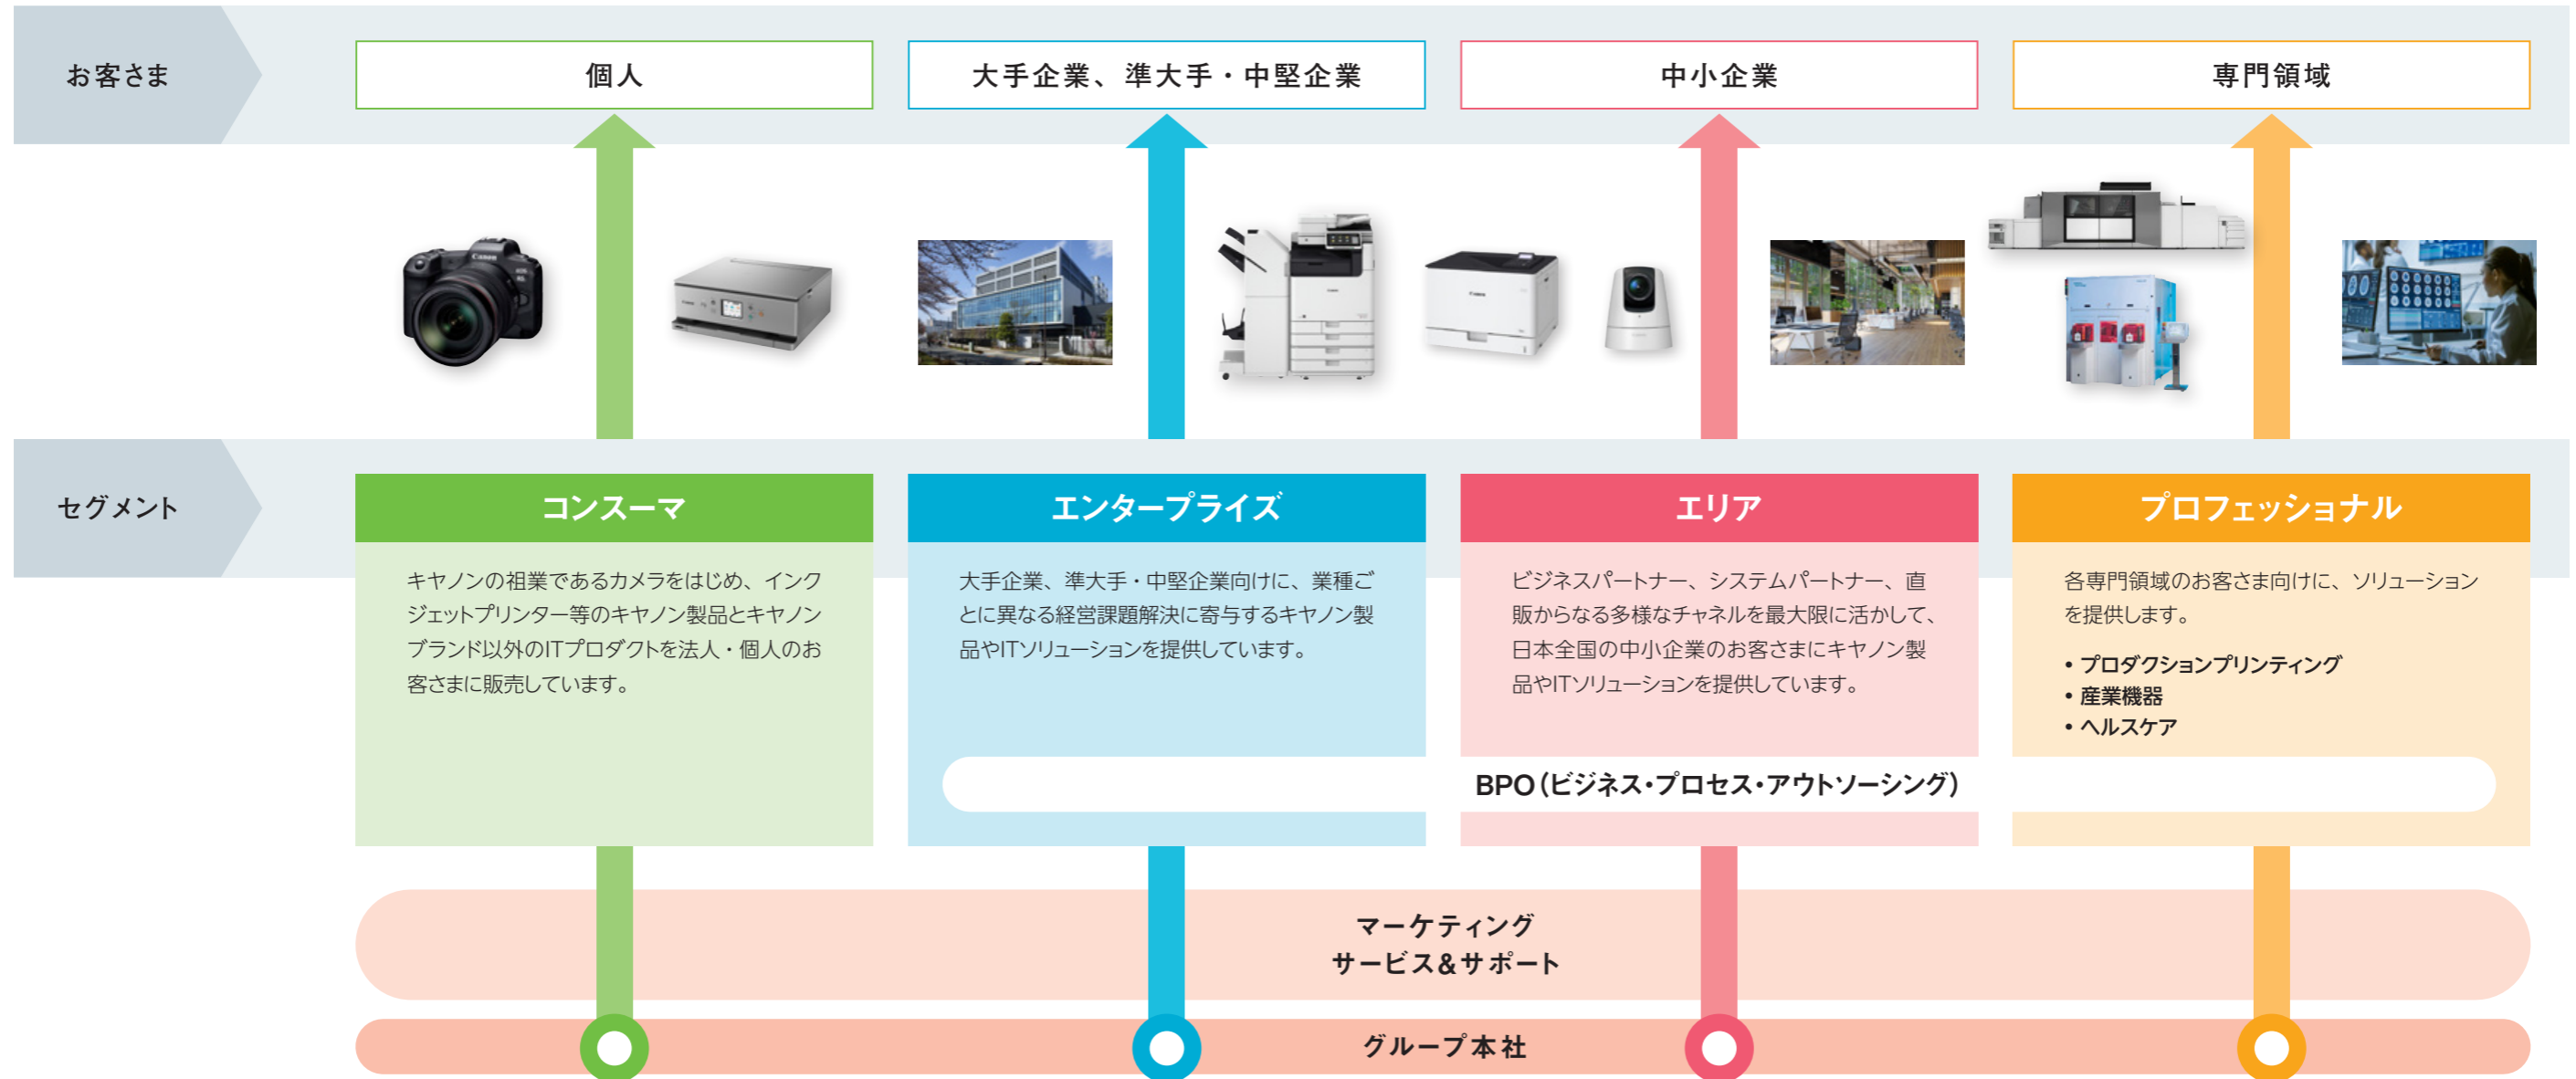 お客さま
個人
大手企業、準大手・中堅企業
中小企業
専門領域
Canon
セグメント
コンスーマ
キヤノンの祖業であるカメラをはじめ、インク
ジェットプリンター等のキヤノン製品とキヤノン
ブランド以外のITプロダクトを法人・個人のお
客さまに販売しています。
エンタープライズ
大手企業、準大手・中堅企業向けに、業種ご
とに異なる経営課題解決に寄与するキヤノン製
品やITソリューションを提供しています。
エリア
ビジネスパートナー、システムパートナー、直
販からなる多様なチャネルを最大限に活かして、
日本全国の中小企業のお客さまにキヤノン製
品やITソリューションを提供しています。
プロフェッショナル
各専門領域のお客さま向けに、ソリューション
を提供します。
• プロダクションプリンティング
• 産業機器
• ヘルスケア
BPO（ビジネス・プロセス・アウトソーシング）
マーケティング
サービス&サポート
グループ本社